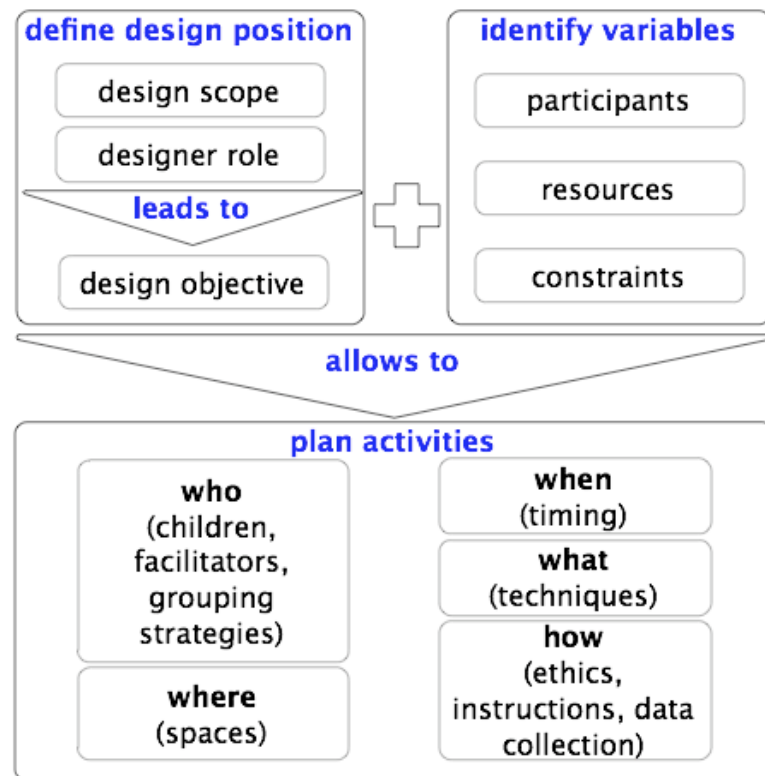 define design position
design scope
designer role
leads to
design objective
identify variables
participants
resources
constraints
allows to
plan activities
who
(children,
facilitators,
grouping
strategies)
where
(spaces)
when
(timing)
what
(techniques)
how
(ethics,
instructions, data
collection)